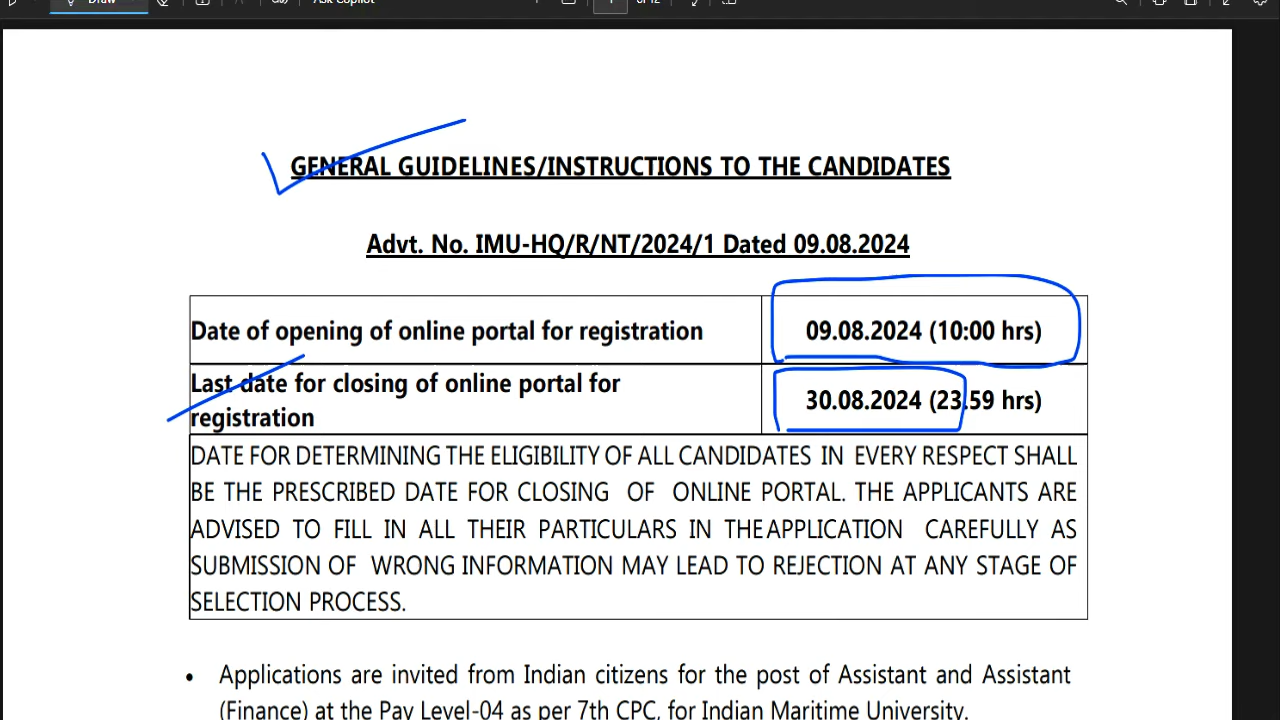 Draw
Ask Copilot
of 12
GENERAL GUIDELINES/INSTRUCTIONS TO THE CANDIDATES
Advt. No. IMU-HQ/R/NT/2024/1 Dated 09.08.2024
Date of opening of online portal for registration 09.08.2024 (10:00 hrs)
Last date for closing of online portal for
registration 30.08.2024 (23.59 hrs)
DATE FOR DETERMINING THE ELIGIBILITY OF ALL CANDIDATES IN EVERY RESPECT SHALL
BE THE PRESCRIBED DATE FOR CLOSING OF ONLINE PORTAL. THE APPLICANTS ARE
ADVISED TO FILL IN ALL THEIR PARTICULARS IN THE APPLICATION CAREFULLY AS
SUBMISSION OF WRONG INFORMATION MAY LEAD TO REJECTION AT ANY STAGE OF
SELECTION PROCESS.
• Applications are invited from Indian citizens for the post of Assistant and Assistant
(Finance) at the Pay Level-04 as per 7th CPC, for Indian Maritime University.